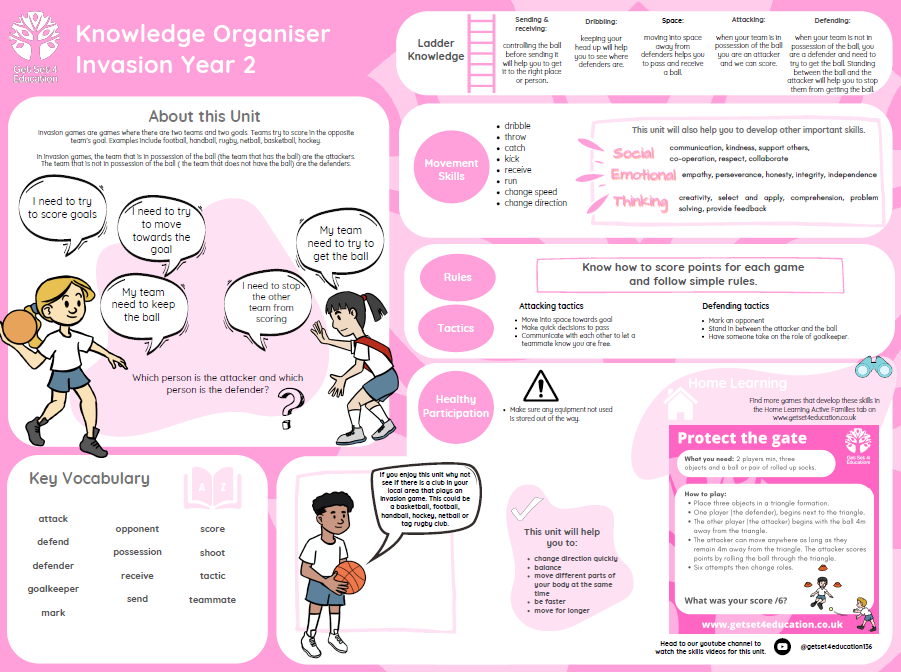 Get Set 4
Education
Knowledge Organiser
Invasion Year 2
Ladder
Knowledge
Sending &
receiving:
controlling the ball
before sending it
will help you to get
it to the right place
or person.
Dribbling:
keeping your
head up will help
you to see where
defenders are.
Space:
moving into space
away from
defenders helps you
to pass and receive
a ball.
Attacking:
when your team is in
possession of the ball
you are an attacker
and we can score.
Defending:
when your team is not in
possession of the ball, you
are a defender and need to
try to get the ball. Standing
between the ball and the
attacker will help you to stop
them from getting the ball.
About this Unit
Invasion games are games where there are two teams and two goals. Teams try to score in the opposite
team's goal. Examples include football, handball, rugby, netball, basketball, hockey.
In invasion games, the team that is in possession of the ball (the team that has the ball) are the attackers.
The team that is not in possession of the ball ( the team that does not have the ball) are the defenders.
I need to try
to score goals
I need to try
to move
towards the
goal
My team
need to keep
the ball
I need to stop
the other
team from
scoring
My team
need to try to
get the ball
Which person is the attacker and which
person is the defender?
?
Movement
Skills
• dribble
• throw
• catch
• kick
• receive
• run
• change speed
• change direction
This unit will also help you to develop other important skills.
Social
communication, kindness, support others,
co-operation, respect, collaborate
Emotional
empathy, perseverance, honesty, integrity, independence
Thinking
creativity, select and apply, comprehension, problem
solving, provide feedback
Rules
Know how to score points for each game
and follow simple rules.
Tactics
Attacking tactics
• Move into space towards goal
• Make quick decisions to pass
• Communicate with each other to let a
teammate know you are free.
Defending tactics
• Mark an opponent
• Stand in between the attacker and the ball
• Have someone take on the role of goalkeeper.
Healthy
Participation
!
• Make sure any equipment not used
is stored out of the way.
Home Learning
Find more games that develop these skills in
the Home Learning Active Families tab on
www.getset4education.co.uk
Protect the gate
Get Set 4
Education
What you need: 2 players min, three
objects and a ball or pair of rolled up socks.
How to play:
• Place three objects in a triangle formation.
• One player (the defender), begins next to the triangle.
• The other player (the attacker) begins with the ball 4m
away from the triangle.
• The attacker can move anywhere as long as they
remain 4m away from the triangle. The attacker scores
points by rolling the ball through the triangle.
• Six attempts then change roles.
What was your score /6?
www.getset4education.co.uk
Key Vocabulary
A Z
attack
defend
defender
goalkeeper
mark
opponent
possession
receive
send
score
shoot
tactic
teammate
If you enjoy this unit why not
see if there is a club in your
local area that plays an
invasion game. This could be
a basketball, football,
handball, hockey, netball or
tag rugby club.
This unit will help
you to:
• change direction quickly
• balance
• move different parts of
your body at the same
time
• be faster
• move for longer
Head to our youtube channel to
watch the skills videos for this unit.
@getset4education136